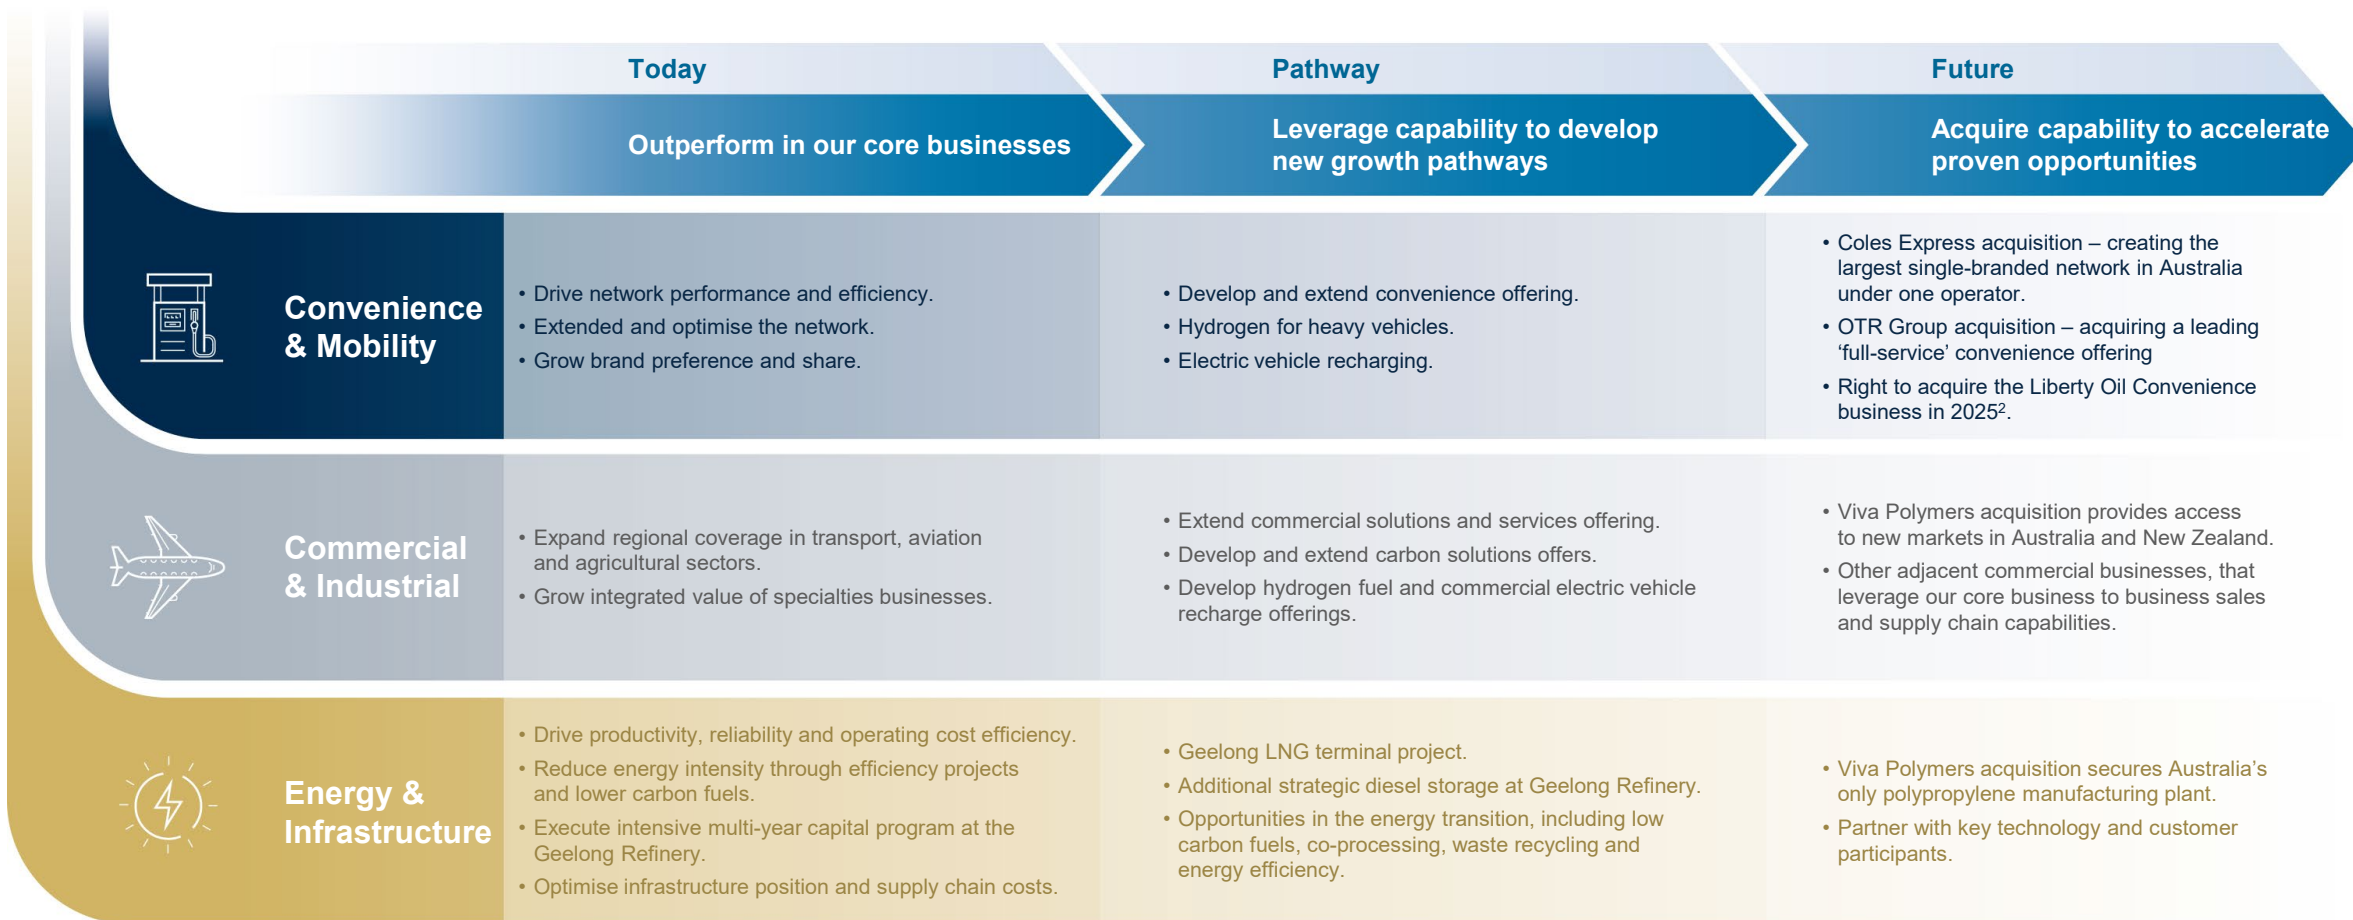 Today
Pathway
Future
Outperform in our core businesses
Leverage capability to develop
new growth pathways
Acquire capability to accelerate
proven opportunities
Convenience
& Mobility
• Drive network performance and efficiency.
• Extended and optimise the network.
• Grow brand preference and share.
• Develop and extend convenience offering.
• Hydrogen for heavy vehicles.
• Electric vehicle recharging.
• Coles Express acquisition – creating the
largest single-branded network in Australia
under one operator.
• OTR Group acquisition – acquiring a leading
‘full-service’ convenience offering
• Right to acquire the Liberty Oil Convenience
business in 2025².
Commercial
& Industrial
• Expand regional coverage in transport, aviation
and agricultural sectors.
• Grow integrated value of specialties businesses.
• Extend commercial solutions and services offering.
• Develop and extend carbon solutions offers.
• Develop hydrogen fuel and commercial electric vehicle
recharge offerings.
• Viva Polymers acquisition provides access
to new markets in Australia and New Zealand.
• Other adjacent commercial businesses, that
leverage our core business to business sales
and supply chain capabilities.
Energy &
Infrastructure
• Drive productivity, reliability and operating cost efficiency.
• Reduce energy intensity through efficiency projects
and lower carbon fuels.
• Execute intensive multi-year capital program at the
Geelong Refinery.
• Optimise infrastructure position and supply chain costs.
• Geelong LNG terminal project.
• Additional strategic diesel storage at Geelong Refinery.
• Opportunities in the energy transition, including low
carbon fuels, co-processing, waste recycling and
energy efficiency.
• Viva Polymers acquisition secures Australia’s
only polypropylene manufacturing plant.
• Partner with key technology and customer
participants.